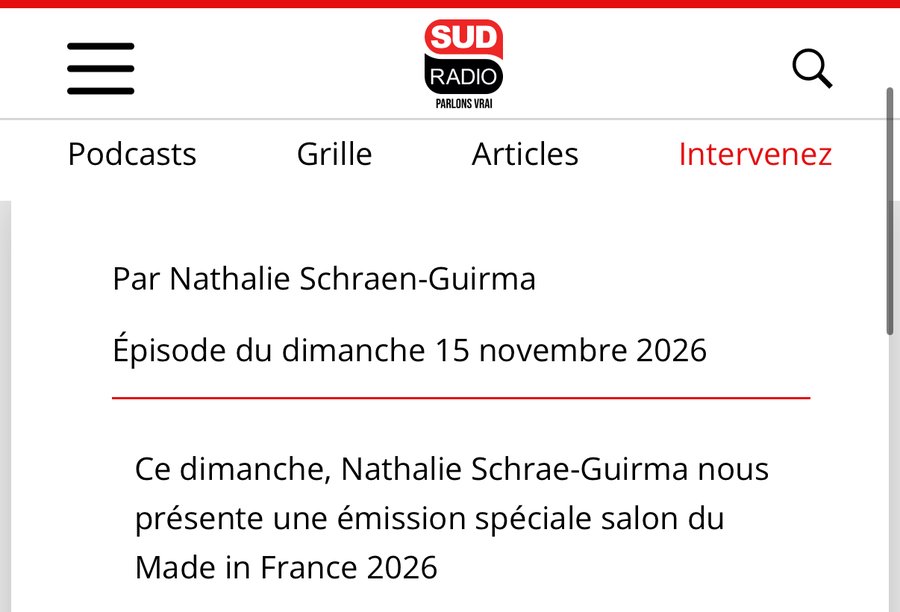 SUD
RADIO
PARLONS VRAI
Podcasts Grille Articles Intervenez
Par Nathalie Schraen-Guirma
Épisode du dimanche 15 novembre 2026
Ce dimanche, Nathalie Schrae-Guirma nous
présente une émission spéciale salon du
Made in France 2026